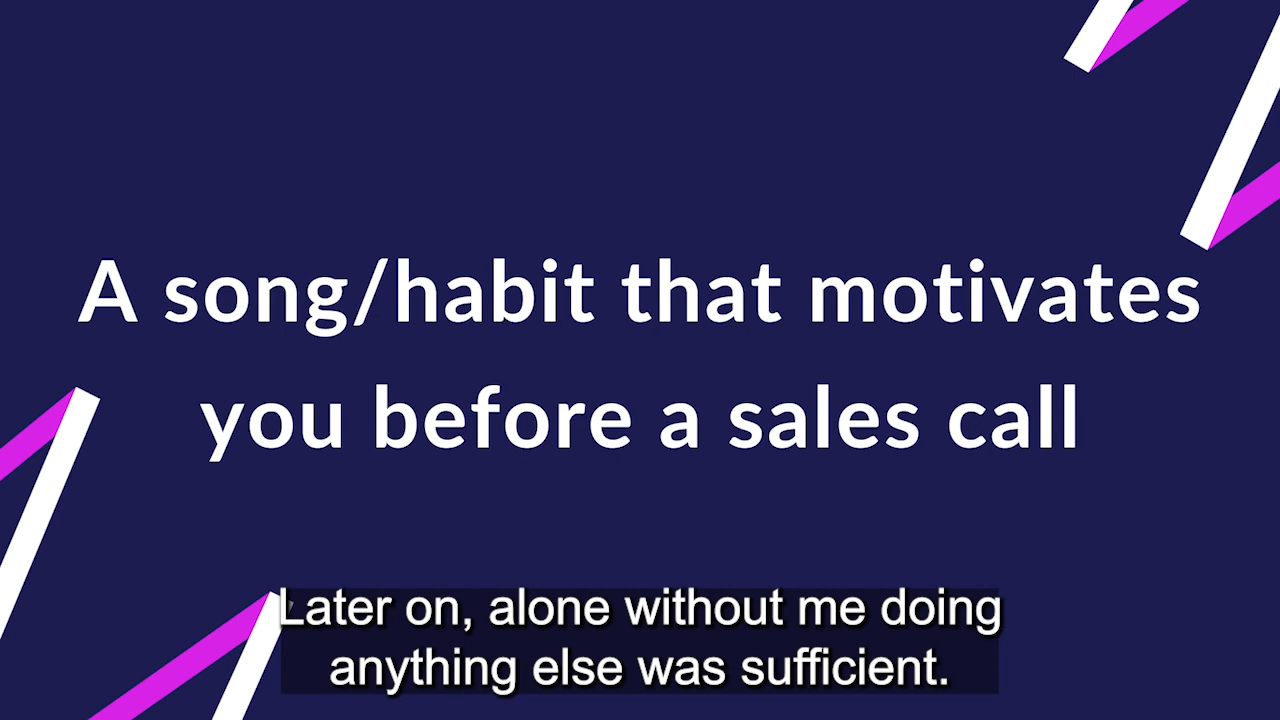 A song/habit that motivates
you before a sales call
Later on, alone without me doing
anything else was sufficient.